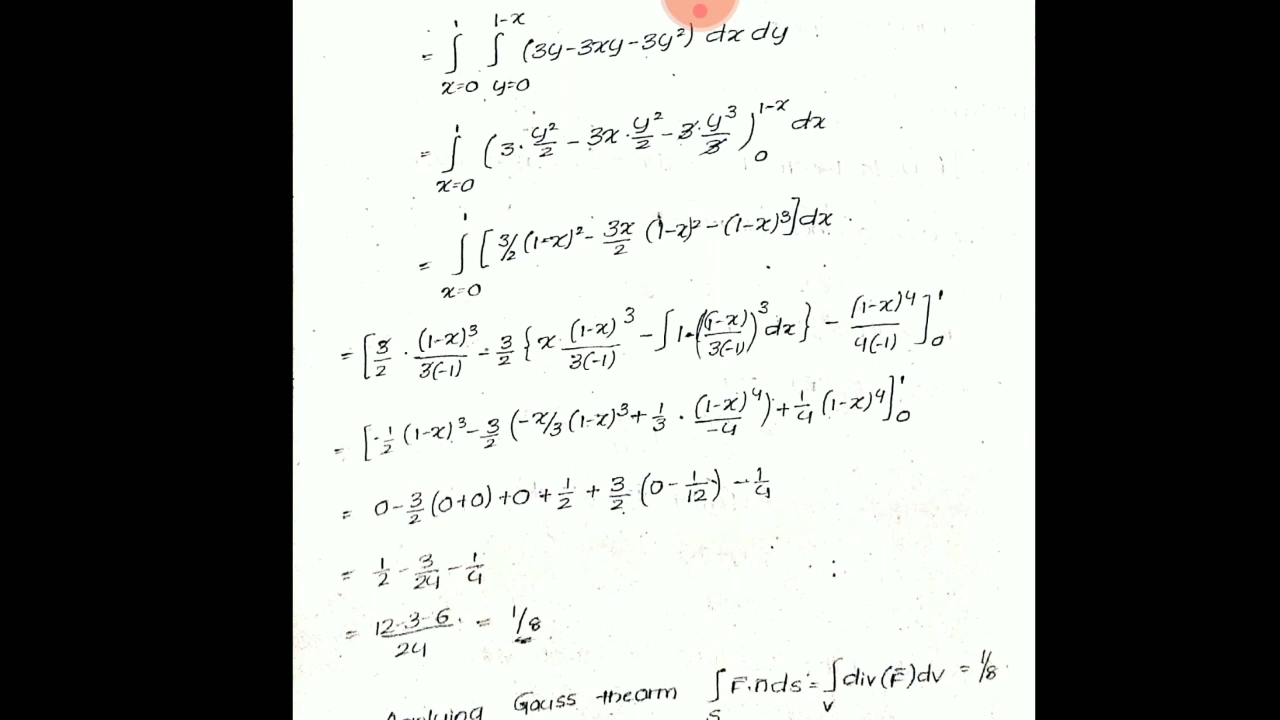 = ∫_{x=0}^{1} ∫_{y=0}^{1-x} (3y-3xy-3y²) dx dy
= ∫_{x=0}^{1} (3·y²/2 - 3x·y²/2 - 3·y³/3)_0^{1-x} dx
= ∫_{x=0}^{1} [3/2 (1-x)² - 3x/2 (1-x)² - (1-x)³] dx
= [3/2 · (1-x)³/3(-1) - 3/2 {x (1-x)³/3(-1) - ∫ 1·((1-x)/3(-1))³ dx} - (1-x)⁴/4(-1)]_0^1
= [-1/2 (1-x)³ - 3/2 (-x/3 (1-x)³ + 1/3 · (1-x)⁴/-4) + 1/4 (1-x)⁴]_0^1
= 0 - 3/2 (0+0) + 0 + 1/2 + 3/2 (0 - 1/12) - 1/4
= 1/2 - 3/24 - 1/4
= 12-3-6/24 = 1/8
Applying Gauss thearm ∫_S F̄.n̄ ds = ∫_V div(F̄) dv = 1/8